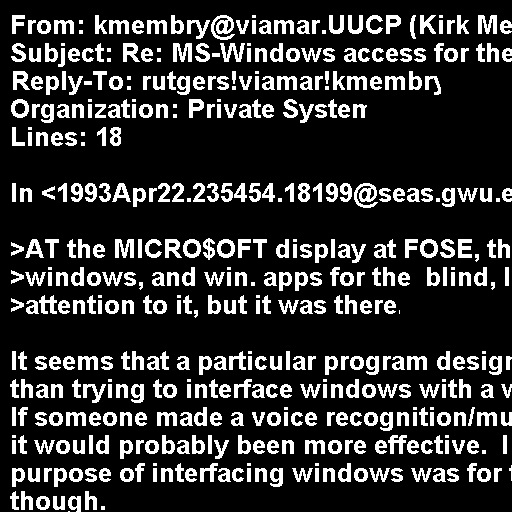 From: kmembry@viamar.UUCP (Kirk Me
Subject: Re: MS-Windows access for the
Reply-To: rutgers!viamar!kmembry
Organization: Private System
Lines: 18

In <1993Apr22.235454.18199@seas.gwu.e

>AT the MICRO$OFT display at FOSE, th
>windows, and win. apps for the  blind, I
>attention to it, but it was there.

It seems that a particular program design
than trying to interface windows with a v
If someone made a voice recognition/mu
it would probably been more effective.  I
purpose of interfacing windows was for t
though.